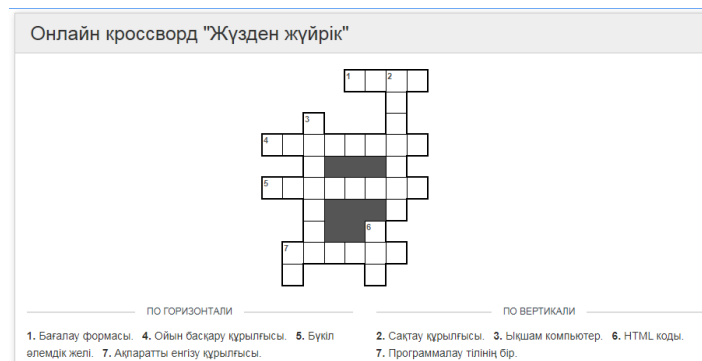 Онлайн кроссворд "Жүзден жүйрік"
1 2
3
4
5
6
7
ПО ГОРИЗОНТАЛИ
1. Бағалау формасы. 4. Ойын басқару құрылғысы. 5. Бүкіл
әлемдік желі. 7. Ақпаратты енгізу құрылғысы.
ПО ВЕРТИКАЛИ
2. Сақтау құрылғысы. 3. Ықшам компьютер. 6. HTML коды.
7. Программалау тілінің бір.